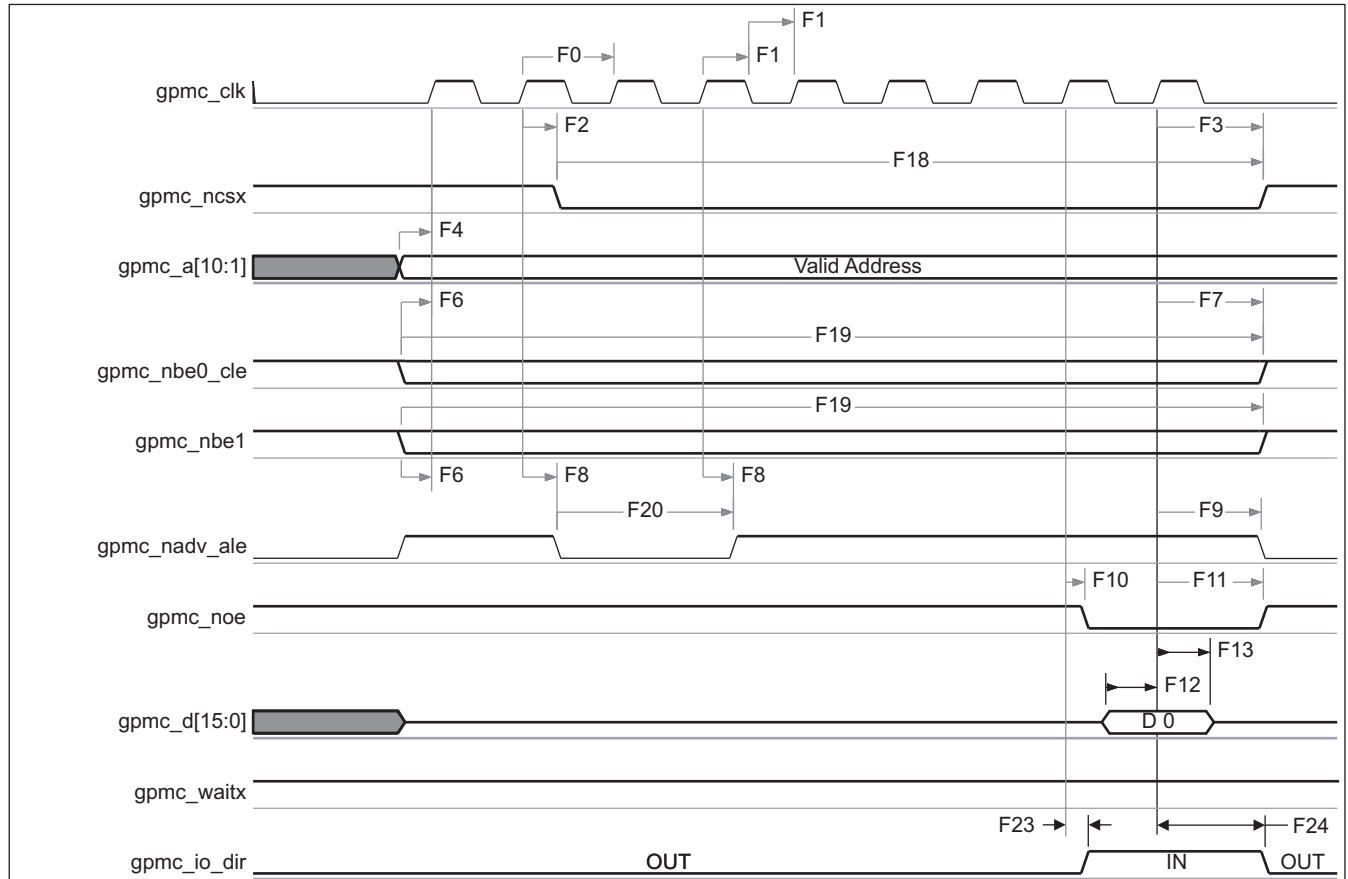 F1
F0
F1
gpmc_clk
F2
F3
F18
gpmc_ncsx
F4
gpmc_a[10:1]
Valid Address
F6
F7
F19
gpmc_nbe0_cle
F19
gpmc_nbe1
F6
F8
F8
F20
F9
gpmc_nadv_ale
F10
F11
gpmc_noe
F13
F12
gpmc_d[15:0]
D 0
gpmc_waitx
F23
F24
gpmc_io_dir
OUT
IN
OUT